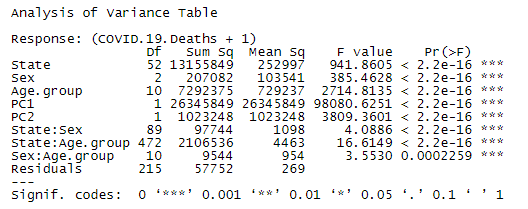 Analysis of Variance Table
Response: (COVID.19.Deaths + 1)
Df Sum Sq Mean Sq F value Pr(>F)
State 52 13155849 252997 941.8605 < 2.2e-16 ***
Sex 2 207082 103541 385.4628 < 2.2e-16 ***
Age.group 10 7292375 729237 2714.8135 < 2.2e-16 ***
PC1 1 26345849 26345849 98080.6251 < 2.2e-16 ***
PC2 1 1023248 1023248 3809.3601 < 2.2e-16 ***
State:Sex 89 97744 1098 4.0886 < 2.2e-16 ***
State:Age.group 472 2106536 4463 16.6149 < 2.2e-16 ***
Sex:Age.group 10 9544 954 3.5530 0.0002259 ***
Residuals 215 57752 269
---
Signif. codes: 0 ‘***’ 0.001 ‘**’ 0.01 ‘*’ 0.05 ‘.’ 0.1 ‘ ’ 1